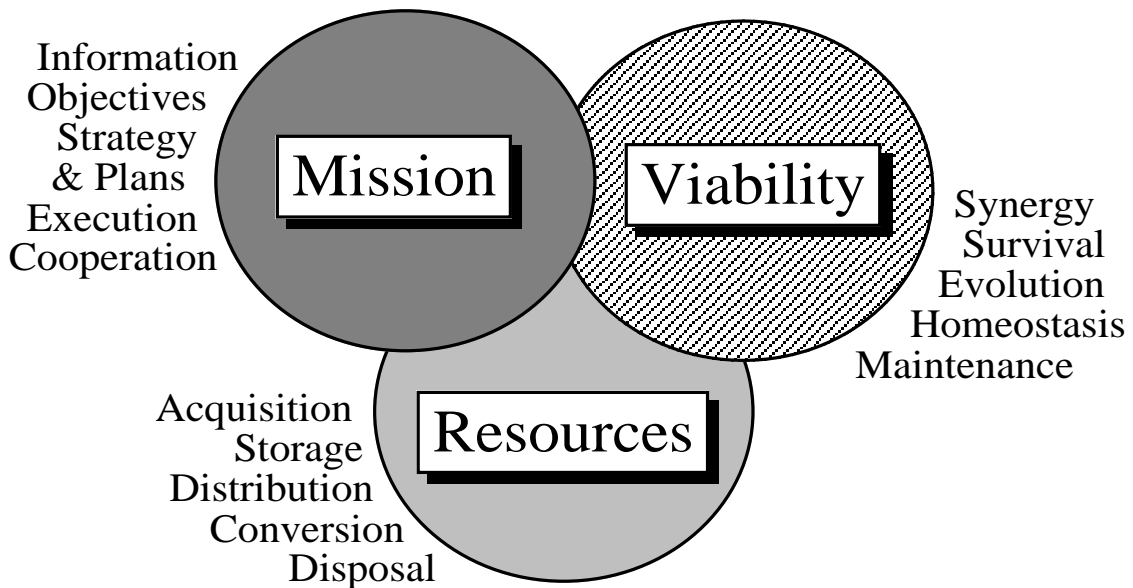 Information
Objectives
Strategy
& Plans
Execution
Cooperation
Mission
Viability
Synergy
Survival
Evolution
Homeostasis
Maintenance
Acquisition
Storage
Distribution
Conversion
Disposal
Resources